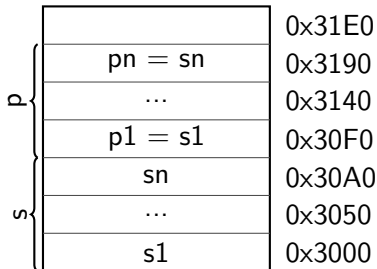 0x31E0
pn = sn 0x3190
... 0x3140
p1 = s1 0x30F0
sn 0x30A0
... 0x3050
s1 0x3000
p
s